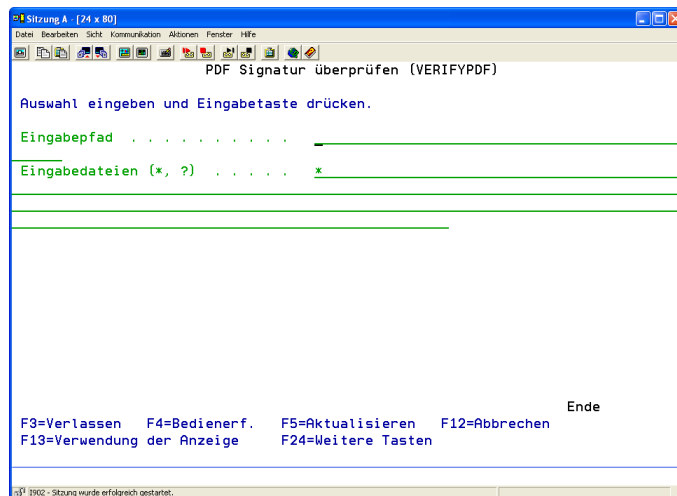 Sitzung A - [24 x 80]
Datei Bearbeiten Sicht Kommunikation Aktionen Fenster Hilfe
PDF Signatur überprüfen (VERIFYPDF)
Auswahl eingeben und Eingabetaste drücken.
Eingabepfad . . . . . . . . . .
Eingabedateien (*, ?) . . . . . *
Ende
F3=Verlassen F4=Bedienerf. F5=Aktualisieren F12=Abbrechen
F13=Verwendung der Anzeige F24=Weitere Tasten
I902 - Sitzung wurde erfolgreich gestartet.